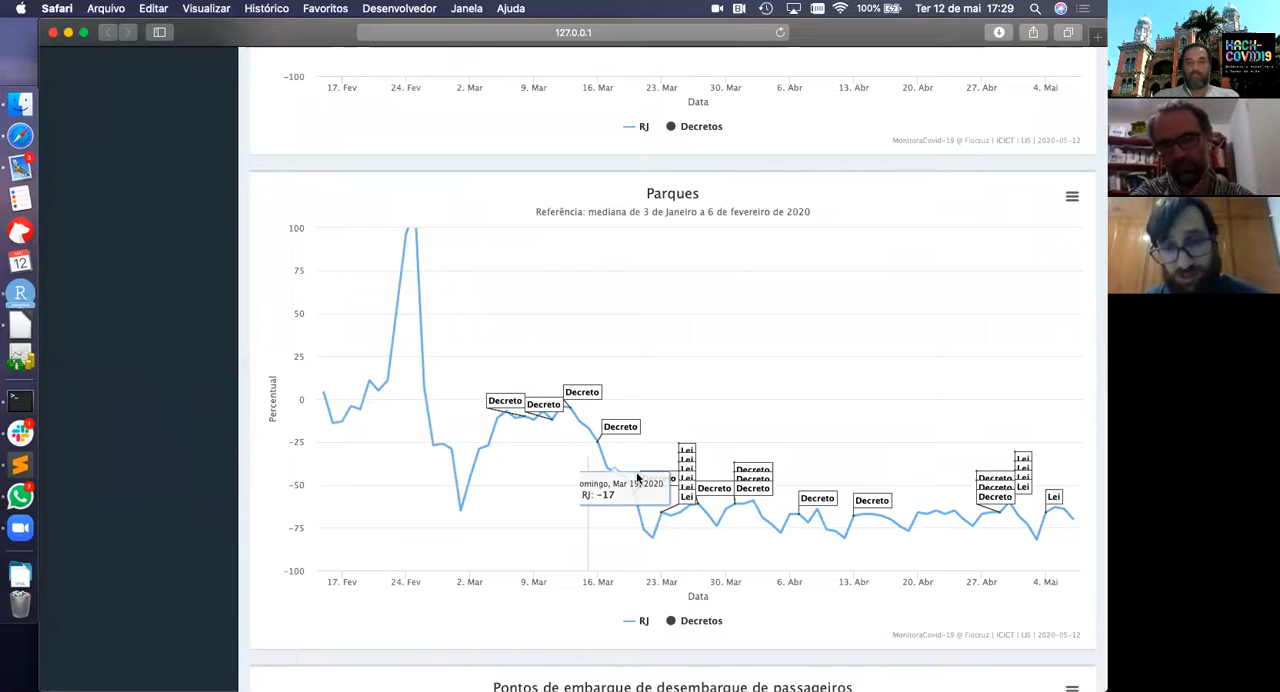 Safari Arquivo Editar Visualizar Histórico Favoritos Desenvolvedor Janela Ajuda 100% Ter 12 de mai 17:29
127.0.0.1
-100
17. Fev 24. Fev 2. Mar 9. Mar 16. Mar 23. Mar 30. Mar 6. Abr 13. Abr 20. Abr 27. Abr 4. Mai
Data
RJ Decretos
MonitoraCovid-19 @ Fiocruz | ICICT | LIS | 2020-05-12
Parques
Referência: mediana de 3 de Janeiro a 6 de fevereiro de 2020
100
75
50
25
0
-25
-50
-75
-100
Percentual
Decreto
Decreto
Decreto
Decreto
omingo, Mar 15, 2020
RJ: -17
Lei
Lei
Lei
Lei
Lei
Lei
Decreto
Decreto
Decreto
Decreto
Decreto
Decreto
Decreto
Decreto
Decreto
Lei
Lei
Lei
Lei
Lei
17. Fev 24. Fev 2. Mar 9. Mar 16. Mar 23. Mar 30. Mar 6. Abr 13. Abr 20. Abr 27. Abr 4. Mai
Data
RJ Decretos
MonitoraCovid-19 @ Fiocruz | ICICT | LIS | 2020-05-12
Pontos de embarque de desembarque de passageiros
HACK-
COVID19